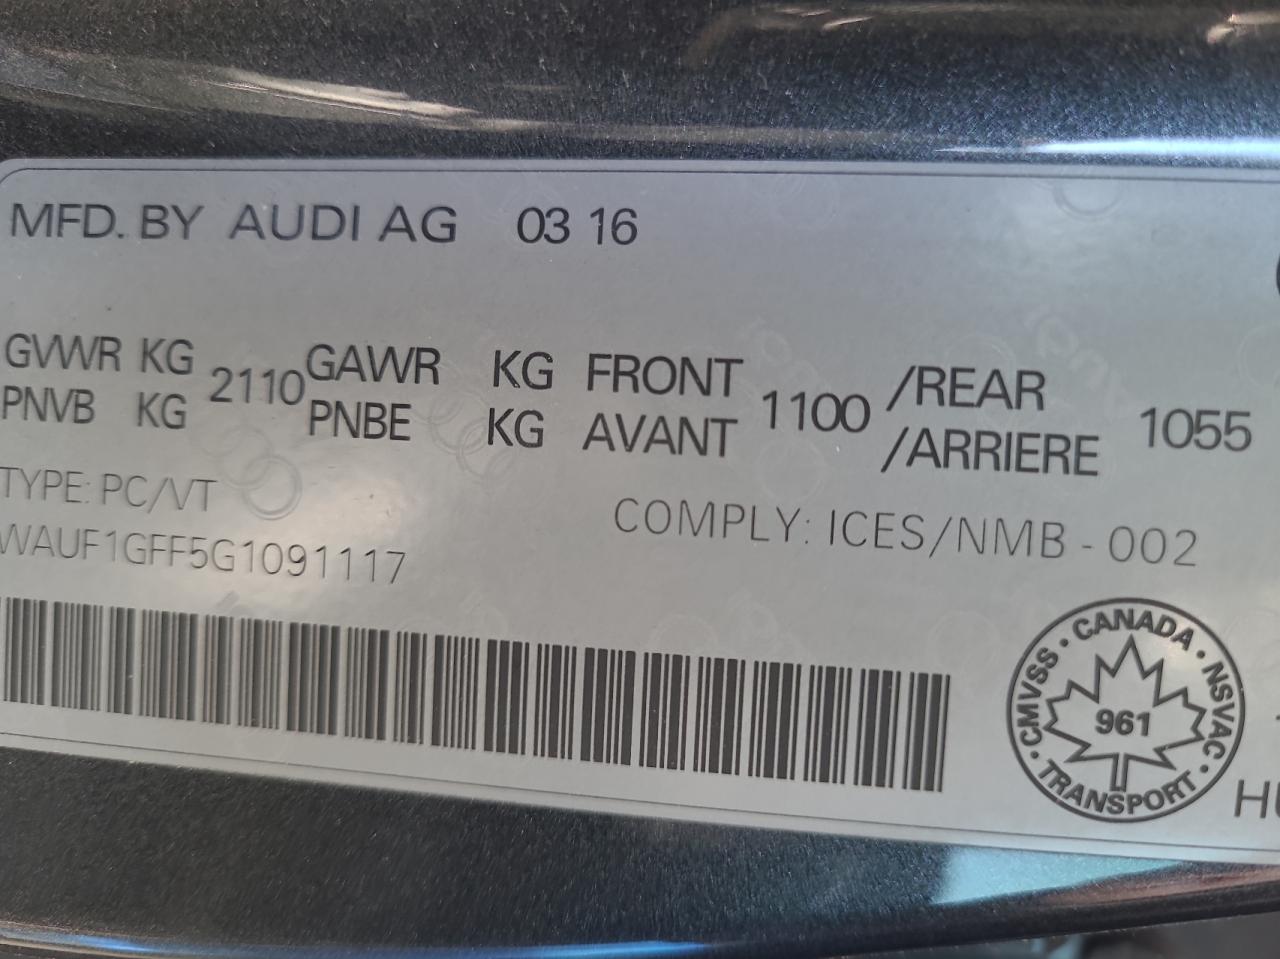 MFD. BY AUDI AG 03 16
GVWR KG 2110 GAWR KG FRONT 1100 /REAR 1055
PNVB KG PNBE KG AVANT /ARRIERE
TYPE: PC/VT
COMPLY: ICES/NMB - 002
WAUF1GFF5G1091117
CANADA · NSVAC · TRANSPORT · CMVSS ·
961